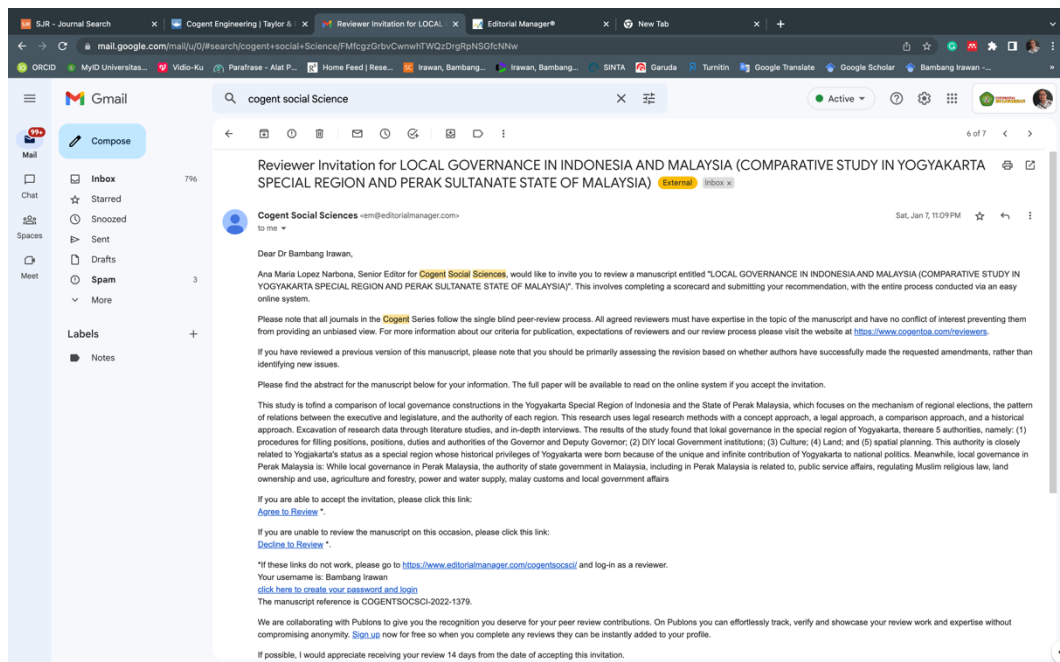 SJR - Journal Search
Cogent Engineering | Taylor &
Reviewer Invitation for LOCAL
Editorial Manager®
New Tab
mail.google.com/mail/u/0/#search/cogent+social+Science/FMfcgzGrbvCwnwhTWQzDrgRpNSGfcNNw
ORCID
MyID Universitas...
Vidio-Ku
Parafrase - Alat P...
Home Feed | Rese...
Irawan, Bambang...
Irawan, Bambang...
SINTA
Garuda
Turnitin
Google Translate
Google Scholar
Bambang Irawan -...
Gmail
cogent social Science
Active
99+
Mail
Chat
Spaces
Meet
Compose
Inbox 796
Starred
Snoozed
Sent
Drafts
Spam 3
More
Labels
Notes
6 of 7
Reviewer Invitation for LOCAL GOVERNANCE IN INDONESIA AND MALAYSIA (COMPARATIVE STUDY IN YOGYAKARTA
SPECIAL REGION AND PERAK SULTANATE STATE OF MALAYSIA) External Inbox x
Cogent Social Sciences <em@editorialmanager.com> Sat, Jan 7, 11:09 PM
to me
Dear Dr Bambang Irawan,
Ana Maria Lopez Narbona, Senior Editor for Cogent Social Sciences, would like to invite you to review a manuscript entitled "LOCAL GOVERNANCE IN INDONESIA AND MALAYSIA (COMPARATIVE STUDY IN
YOGYAKARTA SPECIAL REGION AND PERAK SULTANATE STATE OF MALAYSIA)". This involves completing a scorecard and submitting your recommendation, with the entire process conducted via an easy
online system.
Please note that all journals in the Cogent Series follow the single blind peer-review process. All agreed reviewers must have expertise in the topic of the manuscript and have no conflict of interest preventing them
from providing an unbiased view. For more information about our criteria for publication, expectations of reviewers and our review process please visit the website at https://www.cogentoa.com/reviewers.
If you have reviewed a previous version of this manuscript, please note that you should be primarily assessing the revision based on whether authors have successfully made the requested amendments, rather than
identifying new issues.
Please find the abstract for the manuscript below for your information. The full paper will be available to read on the online system if you accept the invitation.
This study is tofind a comparison of local governance constructions in the Yogyakarta Special Region of Indonesia and the State of Perak Malaysia, which focuses on the mechanism of regional elections, the pattern
of relations between the executive and legislature, and the authority of each region. This research uses legal research methods with a concept approach, a legal approach, a comparison approach, and a historical
approach. Excavation of research data through literature studies, and in-depth interviews. The results of the study found that lokal governance in the special region of Yogyakarta, thereare 5 authorities, namely: (1)
procedures for filling positions, positions, duties and authorities of the Governor and Deputy Governor; (2) DIY local Government institutions; (3) Culture; (4) Land; and (5) spatial planning. This authority is closely
related to Yogjakarta's status as a special region whose historical privileges of Yogyakarta were born because of the unique and infinite contribution of Yogyakarta to national politics. Meanwhile, local governance in
Perak Malaysia is: While local governance in Perak Malaysia, the authority of state government in Malaysia, including in Perak Malaysia is related to, public service affairs, regulating Muslim religious law, land
ownership and use, agriculture and forestry, power and water supply, malay customs and local government affairs
If you are able to accept the invitation, please click this link:
Agree to Review *.
If you are unable to review the manuscript on this occasion, please click this link:
Decline to Review *.
*If these links do not work, please go to https://www.editorialmanager.com/cogentsocsci/ and log-in as a reviewer.
Your username is: Bambang Irawan
click here to create your password and login
The manuscript reference is COGENTSOCSCI-2022-1379.
We are collaborating with Publons to give you the recognition you deserve for your peer review contributions. On Publons you can effortlessly track, verify and showcase your review work and expertise without
compromising anonymity. Sign up now for free so when you complete any reviews they can be instantly added to your profile.
If possible, I would appreciate receiving your review 14 days from the date of accepting this invitation.